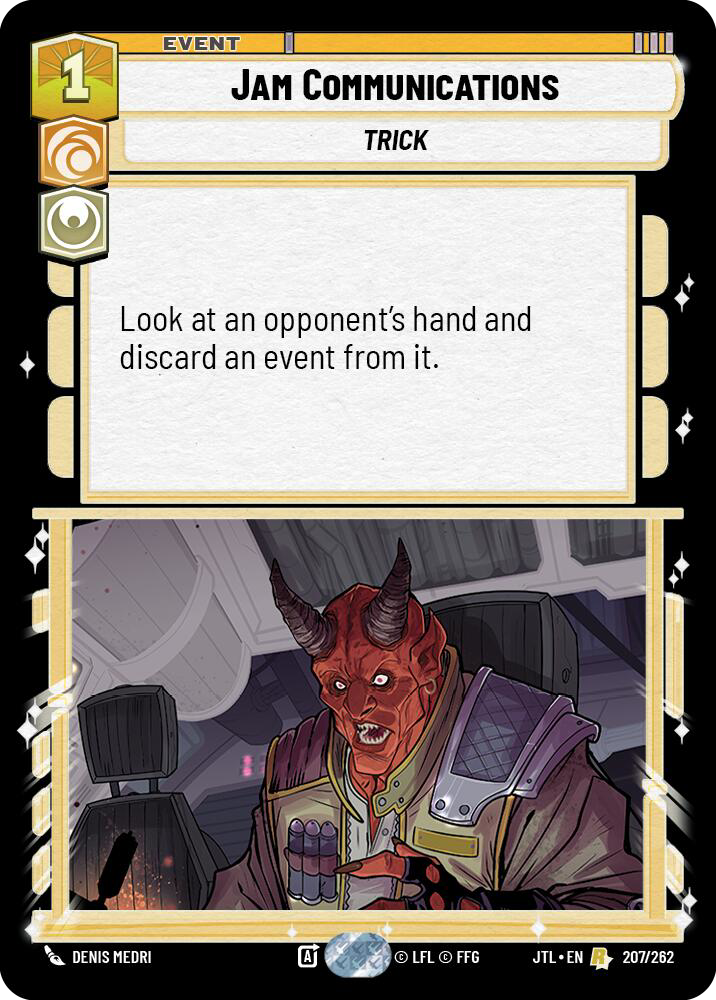 EVENT
1
JAM COMMUNICATIONS
TRICK
Look at an opponent's hand and
discard an event from it.
DENIS MEDRI
A
© LFL © FFG
JTL • EN
R
207/262